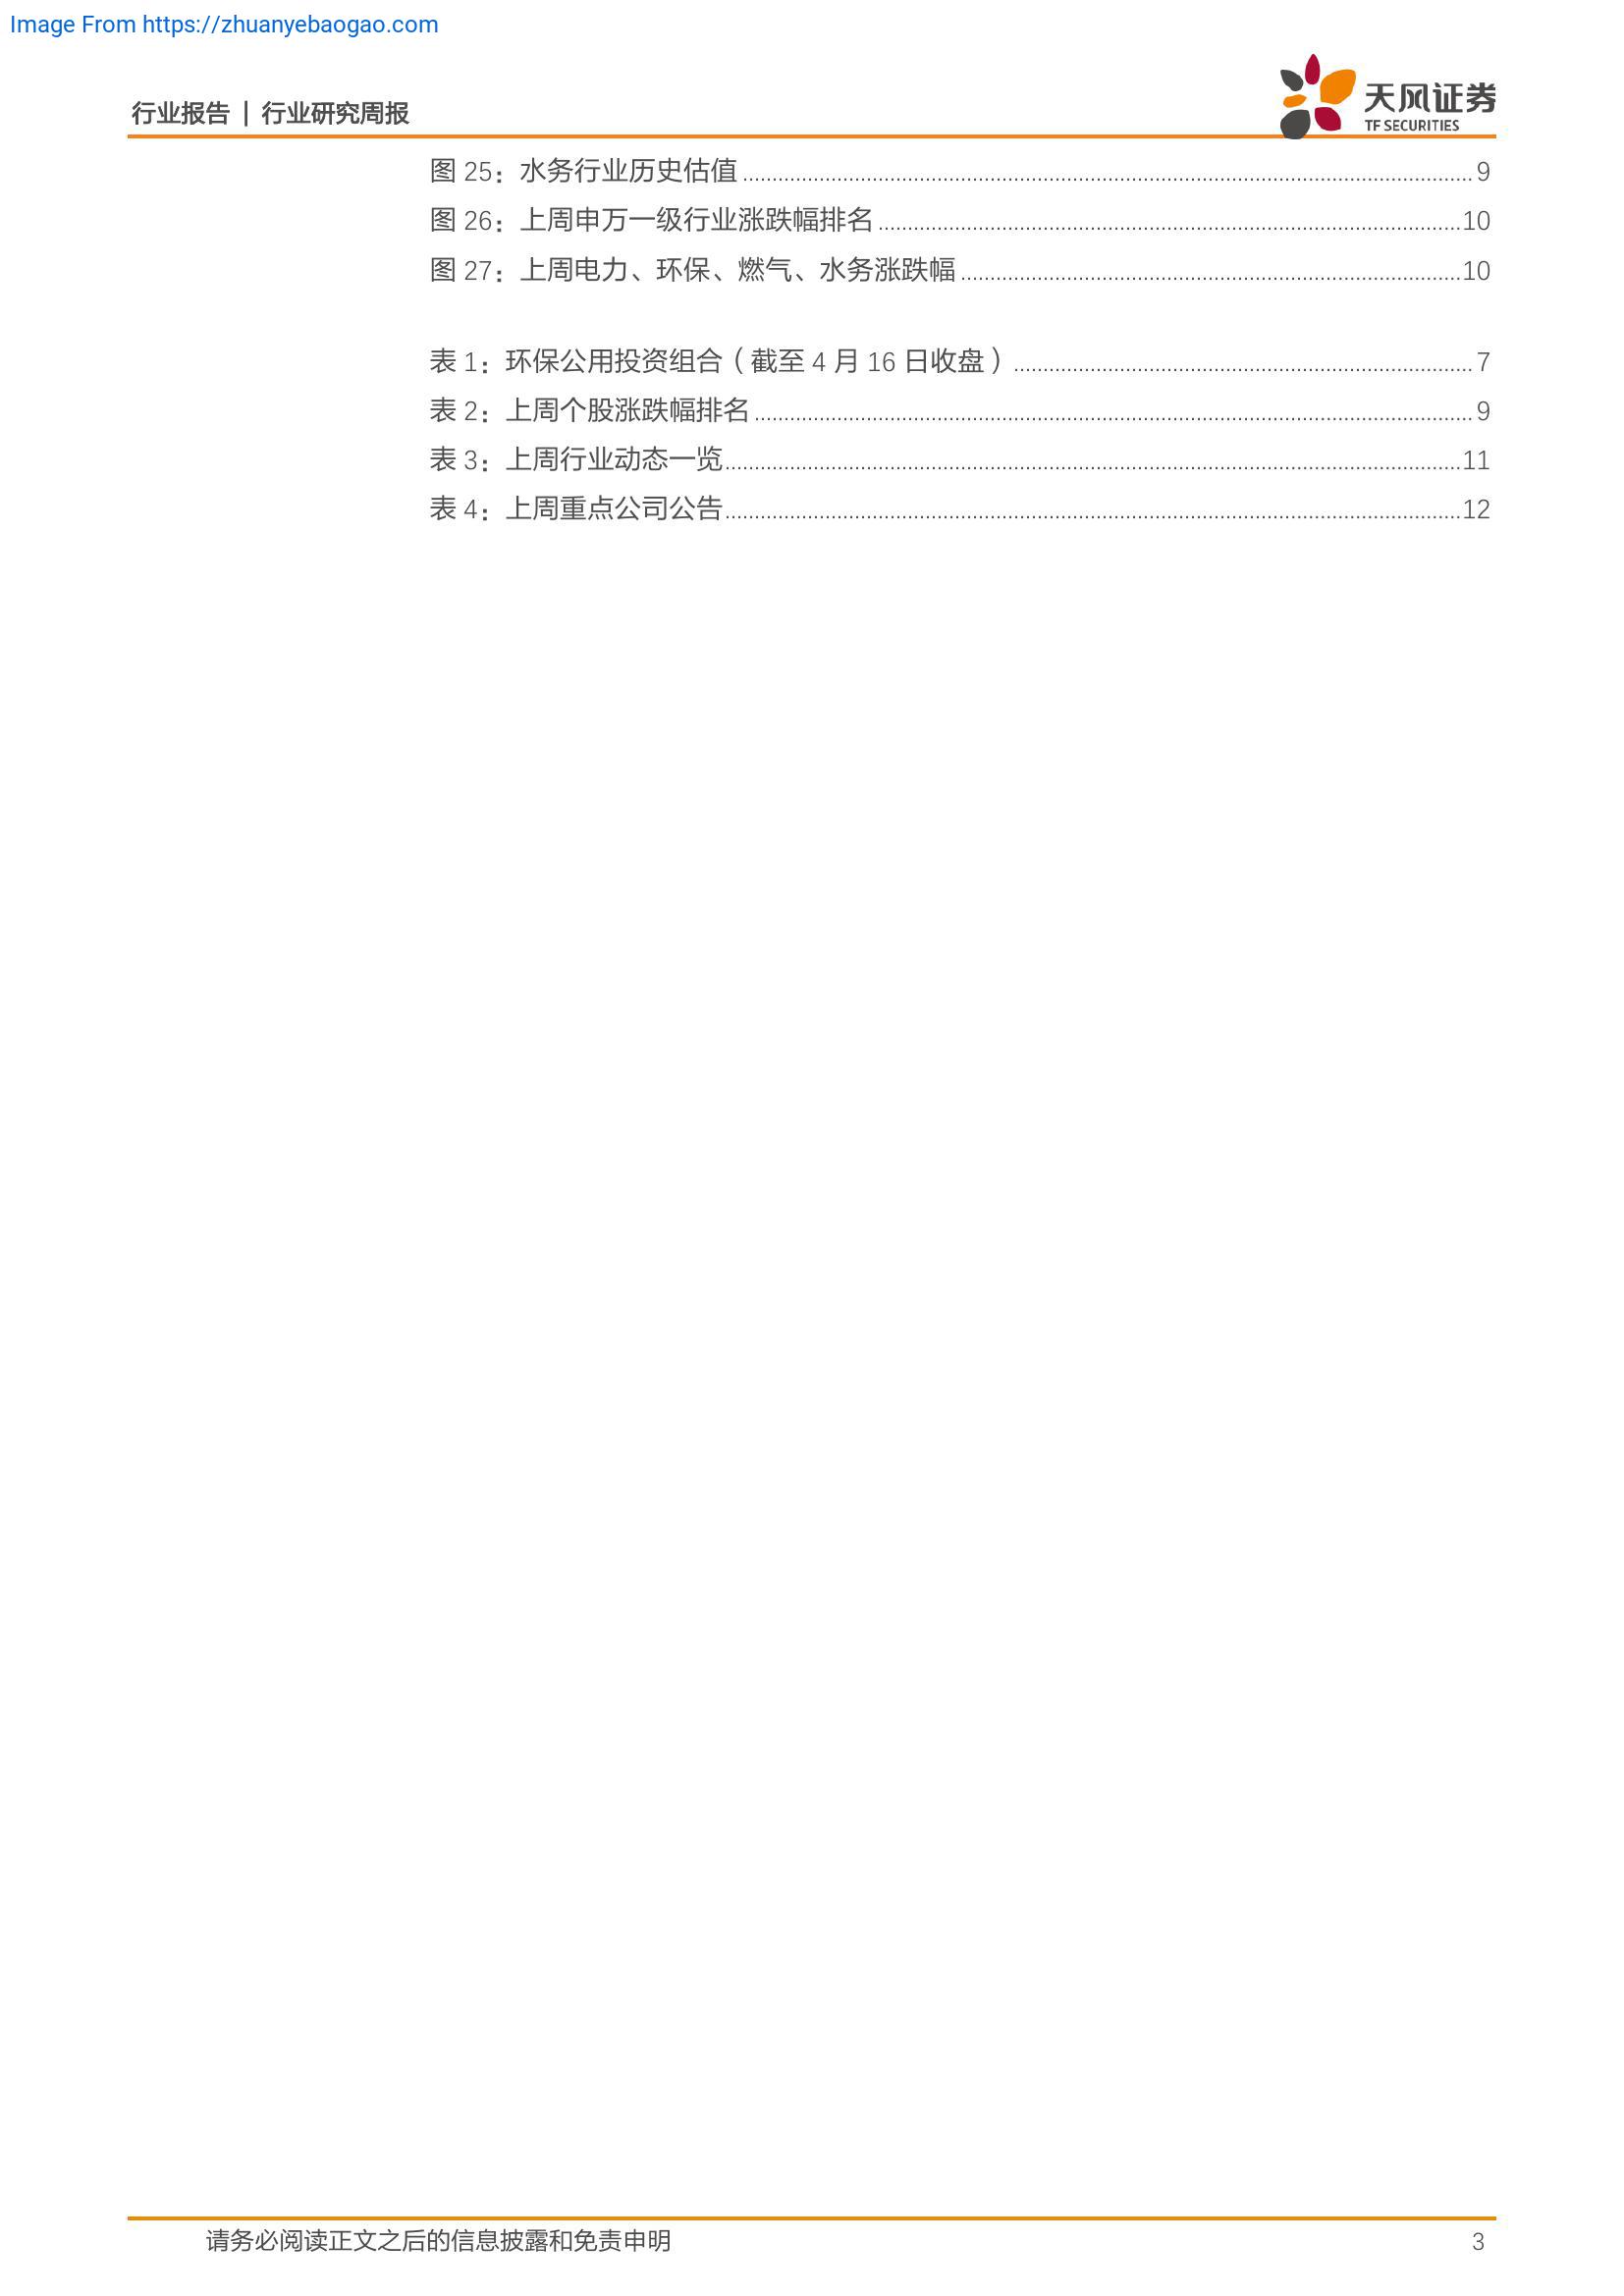 Image From https://zhuanyebaogao.com
行业报告 | 行业研究周报
天风证券
TF SECURITIES
图 25：水务行业历史估值 ........ 9
图 26：上周申万一级行业涨跌幅排名 ........ 10
图 27：上周电力、环保、燃气、水务涨跌幅 ........ 10
表 1：环保公用投资组合（截至 4 月 16 日收盘） ........ 7
表 2：上周个股涨跌幅排名 ........ 9
表 3：上周行业动态一览 ........ 11
表 4：上周重点公司公告 ........ 12
请务必阅读正文之后的信息披露和免责申明 3